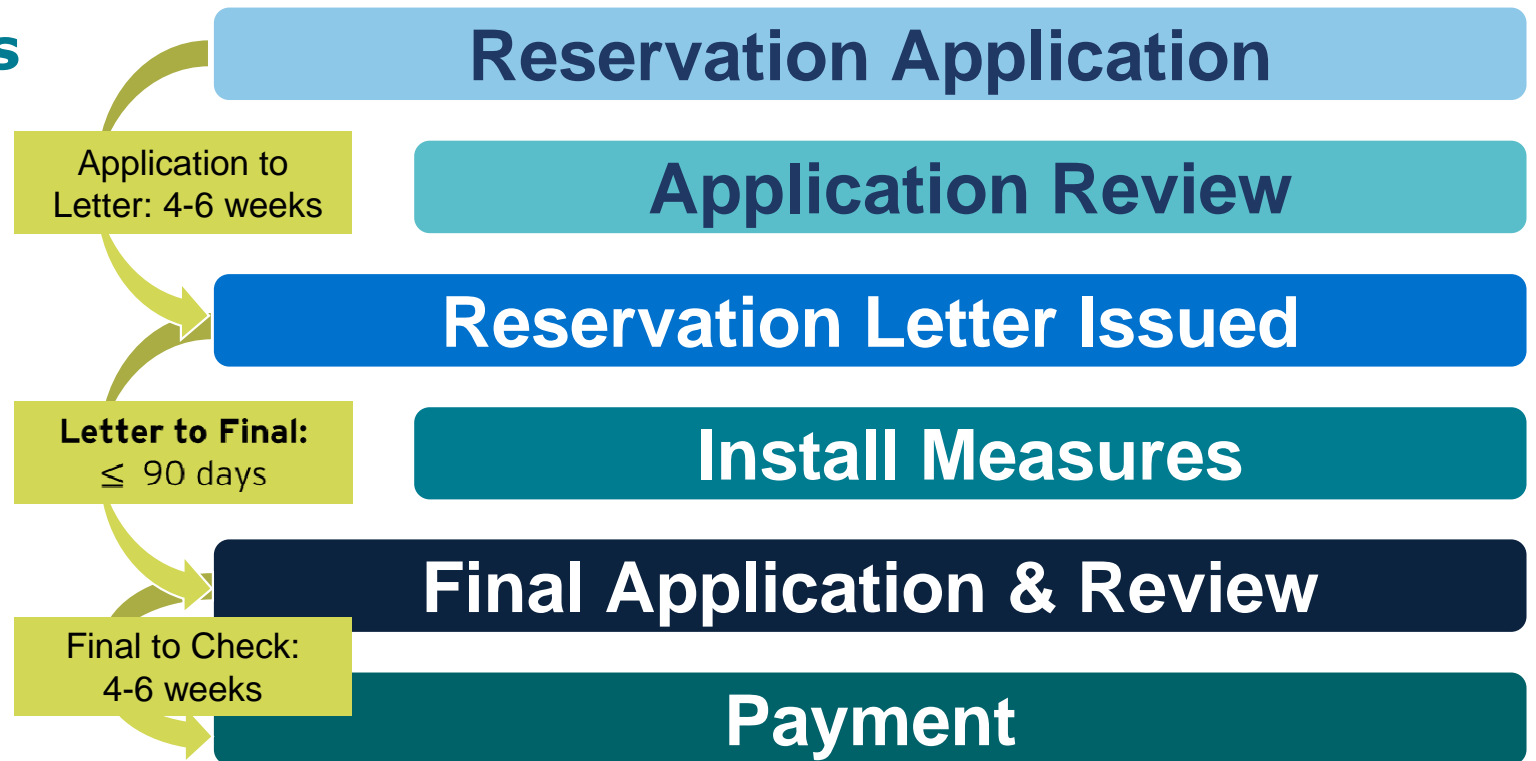 s
Reservation Application
Application to
Letter: 4-6 weeks
Application Review
Reservation Letter Issued
Letter to Final:
≤ 90 days
Install Measures
Final Application & Review
Final to Check:
4-6 weeks
Payment